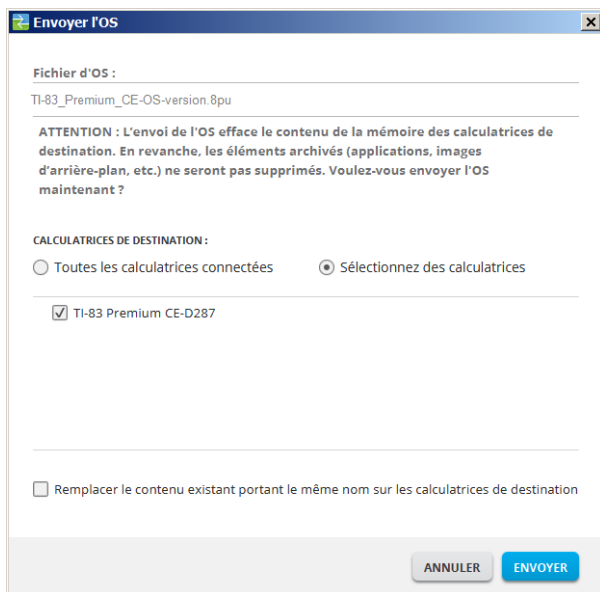 Envoyer l'OS
Fichier d'OS :
TI-83_Premium_CE-OS-version.8pu
ATTENTION : L'envoi de l'OS efface le contenu de la mémoire des calculatrices de
destination. En revanche, les éléments archivés (applications, images
d'arrière-plan, etc.) ne seront pas supprimés. Voulez-vous envoyer l'OS
maintenant ?
CALCULATRICES DE DESTINATION :
Toutes les calculatrices connectées Sélectionnez des calculatrices
TI-83 Premium CE-D287
Remplacer le contenu existant portant le même nom sur les calculatrices de destination
ANNULER ENVOYER